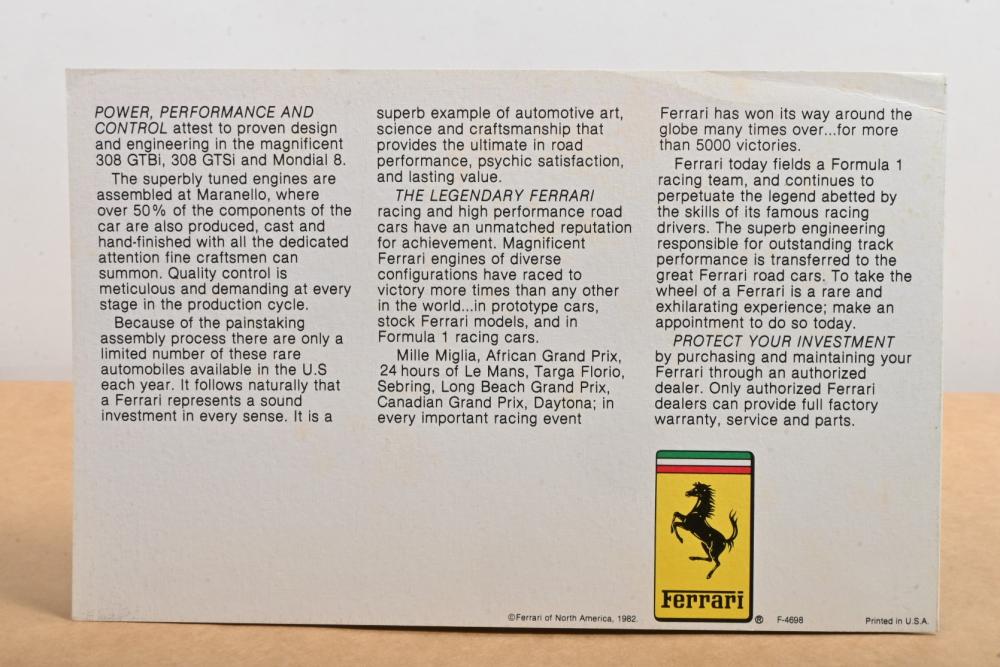 POWER, PERFORMANCE AND
CONTROL attest to proven design
and engineering in the magnificent
308 GTBi, 308 GTSi and Mondial 8.
The superbly tuned engines are
assembled at Maranello, where
over 50% of the components of the
car are also produced, cast and
hand-finished with all the dedicated
attention fine craftsmen can
summon. Quality control is
meticulous and demanding at every
stage in the production cycle.
Because of the painstaking
assembly process there are only a
limited number of these rare
automobiles available in the U.S
each year. It follows naturally that
a Ferrari represents a sound
investment in every sense. It is a
superb example of automotive art,
science and craftsmanship that
provides the ultimate in road
performance, psychic satisfaction,
and lasting value.
THE LEGENDARY FERRARI
racing and high performance road
cars have an unmatched reputation
for achievement. Magnificent
Ferrari engines of diverse
configurations have raced to
victory more times than any other
in the world...in prototype cars,
stock Ferrari models, and in
Formula 1 racing cars.
Mille Miglia, African Grand Prix,
24 hours of Le Mans, Targa Florio,
Sebring, Long Beach Grand Prix,
Canadian Grand Prix, Daytona; in
every important racing event
Ferrari has won its way around the
globe many times over...for more
than 5000 victories.
Ferrari today fields a Formula 1
racing team, and continues to
perpetuate the legend abetted by
the skills of its famous racing
drivers. The superb engineering
responsible for outstanding track
performance is transferred to the
great Ferrari road cars. To take the
wheel of a Ferrari is a rare and
exhilarating experience; make an
appointment to do so today.
PROTECT YOUR INVESTMENT
by purchasing and maintaining your
Ferrari through an authorized
dealer. Only authorized Ferrari
dealers can provide full factory
warranty, service and parts.
Ferrari
©Ferrari of North America, 1982.
® F-4698
Printed in U.S.A.